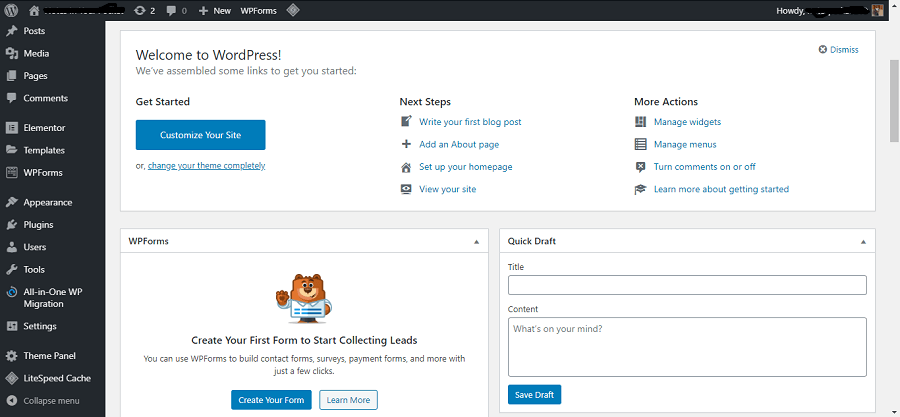 2 0 New WPForms Howdy,
Posts
Media
Pages
Comments
Elementor
Templates
WPForms
Appearance
Plugins
Users
Tools
All-in-One WP
Migration
Settings
Theme Panel
LiteSpeed Cache
Collapse menu
Welcome to WordPress!
Dismiss
We've assembled some links to get you started:
Get Started
Customize Your Site
or, change your theme completely
Next Steps
Write your first blog post
Add an About page
Set up your homepage
View your site
More Actions
Manage widgets
Manage menus
Turn comments on or off
Learn more about getting started
WPForms
Create Your First Form to Start Collecting Leads
You can use WPForms to build contact forms, surveys, payment forms, and more with
just a few clicks.
Create Your Form Learn More
Quick Draft
Title
Content
What's on your mind?
Save Draft